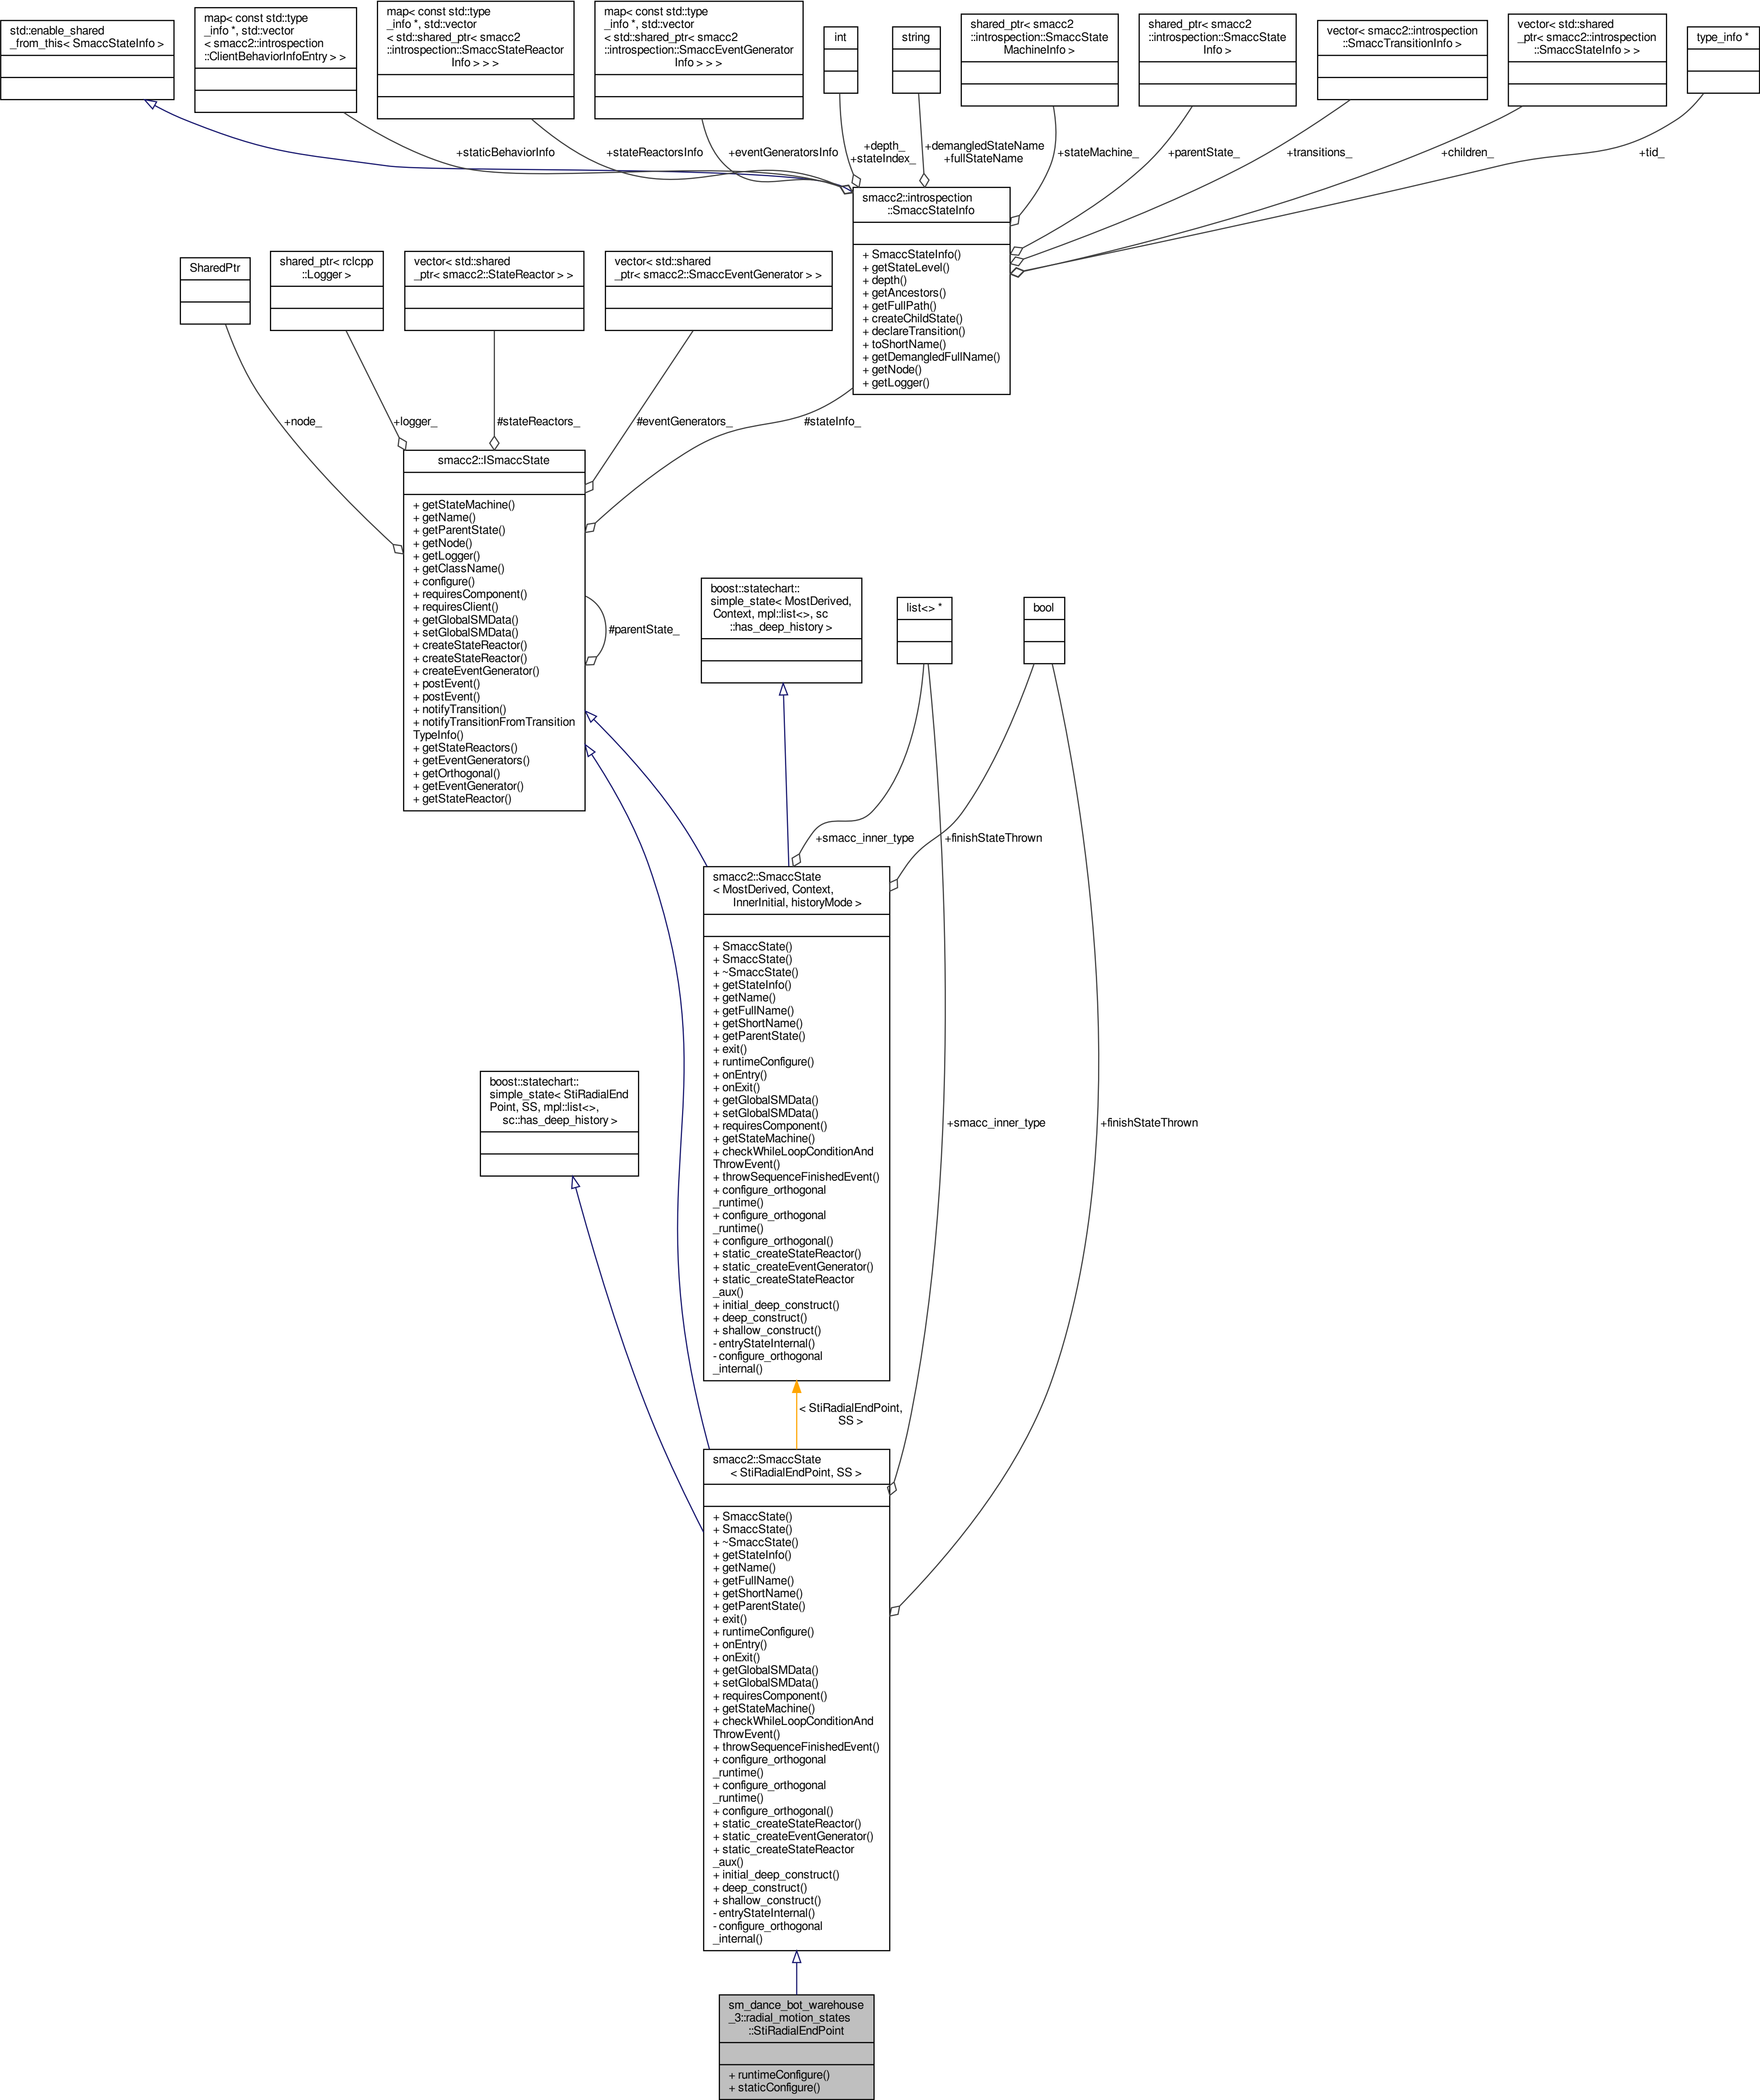 std::enable_shared
_from_this< SmaccStateInfo >
map< const std::type
_info *, std::vector
< smacc2::introspection
::ClientBehaviorInfoEntry > >
map< const std::type
_info *, std::vector
< std::shared_ptr< smacc2
::introspection::SmaccStateReactor
Info > > >
map< const std::type
_info *, std::vector
< std::shared_ptr< smacc2
::introspection::SmaccEventGenerator
Info > > >
int
string
shared_ptr< smacc2
::introspection::SmaccState
MachineInfo >
shared_ptr< smacc2
::introspection::SmaccState
Info >
vector< smacc2::introspection
::SmaccTransitionInfo >
vector< std::shared
_ptr< smacc2::introspection
::SmaccStateInfo > >
type_info *
+staticBehaviorInfo
+stateReactorsInfo
+eventGeneratorsInfo
+depth_
+stateIndex_
+demangledStateName
+fullStateName
+stateMachine_
+parentState_
+transitions_
+children_
+tid_
smacc2::introspection
::SmaccStateInfo
+ SmaccStateInfo()
+ getStateLevel()
+ depth()
+ getAncestors()
+ getFullPath()
+ createChildState()
+ declareTransition()
+ toShortName()
+ getDemangledFullName()
+ getNode()
+ getLogger()
SharedPtr
shared_ptr< rclcpp
::Logger >
vector< std::shared
_ptr< smacc2::StateReactor > >
vector< std::shared
_ptr< smacc2::SmaccEventGenerator > >
+node_
+logger_
#stateReactors_
#eventGenerators_
#stateInfo_
smacc2::ISmaccState
+ getStateMachine()
+ getName()
+ getParentState()
+ getNode()
+ getLogger()
+ getClassName()
+ configure()
+ requiresComponent()
+ requiresClient()
+ getGlobalSMData()
+ setGlobalSMData()
+ createStateReactor()
+ createStateReactor()
+ createEventGenerator()
+ postEvent()
+ postEvent()
+ notifyTransition()
+ notifyTransitionFromTransition
TypeInfo()
+ getStateReactors()
+ getEventGenerators()
+ getOrthogonal()
+ getEventGenerator()
+ getStateReactor()
#parentState_
boost::statechart::
simple_state< MostDerived,
Context, mpl::list<>, sc
::has_deep_history >
list<> *
bool
+smacc_inner_type
+finishStateThrown
smacc2::SmaccState
< MostDerived, Context,
InnerInitial, historyMode >
+ SmaccState()
+ SmaccState()
+ ~SmaccState()
+ getStateInfo()
+ getName()
+ getFullName()
+ getShortName()
+ getParentState()
+ exit()
+ runtimeConfigure()
+ onEntry()
+ onExit()
+ getGlobalSMData()
+ setGlobalSMData()
+ requiresComponent()
+ getStateMachine()
+ checkWhileLoopConditionAnd
ThrowEvent()
+ throwSequenceFinishedEvent()
+ configure_orthogonal
_runtime()
+ configure_orthogonal
_runtime()
+ configure_orthogonal()
+ static_createStateReactor()
+ static_createEventGenerator()
+ static_createStateReactor
_aux()
+ initial_deep_construct()
+ deep_construct()
+ shallow_construct()
- entryStateInternal()
- configure_orthogonal
_internal()
boost::statechart::
simple_state< StiRadialEnd
Point, SS, mpl::list<>,
sc::has_deep_history >
+smacc_inner_type
+finishStateThrown
< StiRadialEndPoint,
SS >
smacc2::SmaccState
< StiRadialEndPoint, SS >
+ SmaccState()
+ SmaccState()
+ ~SmaccState()
+ getStateInfo()
+ getName()
+ getFullName()
+ getShortName()
+ getParentState()
+ exit()
+ runtimeConfigure()
+ onEntry()
+ onExit()
+ getGlobalSMData()
+ setGlobalSMData()
+ requiresComponent()
+ getStateMachine()
+ checkWhileLoopConditionAnd
ThrowEvent()
+ throwSequenceFinishedEvent()
+ configure_orthogonal
_runtime()
+ configure_orthogonal
_runtime()
+ configure_orthogonal()
+ static_createStateReactor()
+ static_createEventGenerator()
+ static_createStateReactor
_aux()
+ initial_deep_construct()
+ deep_construct()
+ shallow_construct()
- entryStateInternal()
- configure_orthogonal
_internal()
sm_dance_bot_warehouse
_3::radial_motion_states
::StiRadialEndPoint
+ runtimeConfigure()
+ staticConfigure()